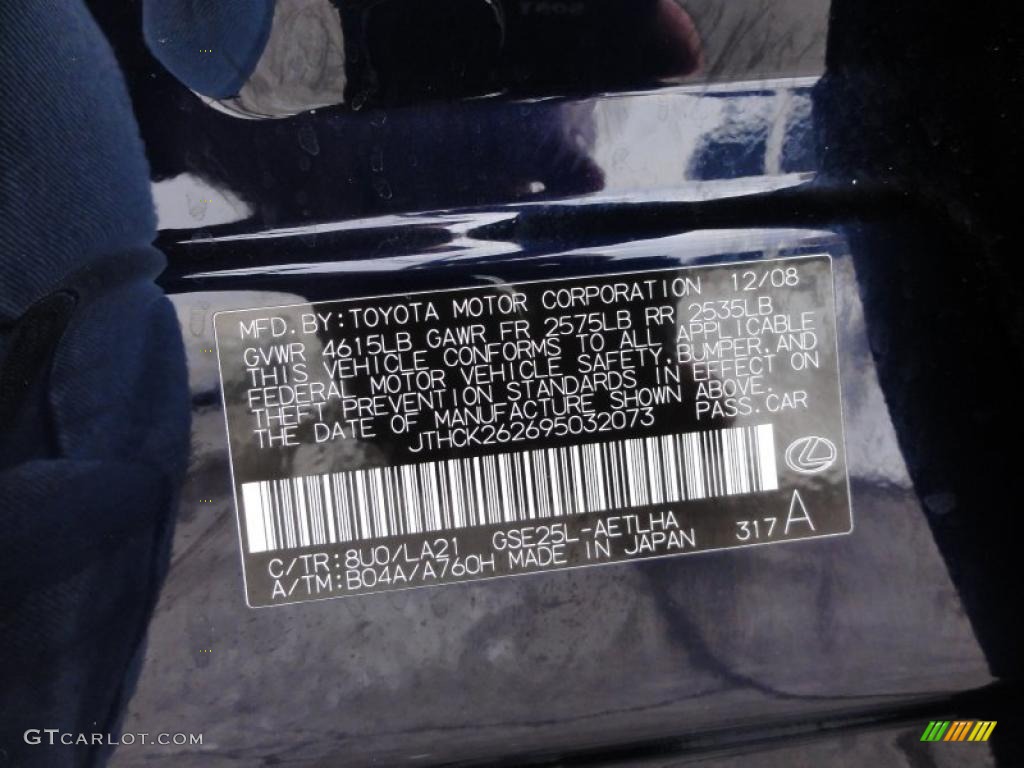 MFD.BY:TOYOTA MOTOR CORPORATION 12/08
GVWR 4615LB GAWR FR 2575LB RR 2535LB
THIS VEHICLE CONFORMS TO ALL APPLICABLE
FEDERAL MOTOR VEHICLE SAFETY,BUMPER,AND
THEFT PREVENTION STANDARDS IN EFFECT ON
THE DATE OF MANUFACTURE SHOWN ABOVE.
JTHCK262695032073 PASS.CAR
C/TR:8U0/LA21 GSE25L-AETLHA 317 A
A/TM:B04A/A760H MADE IN JAPAN
GTCARLOT.COM